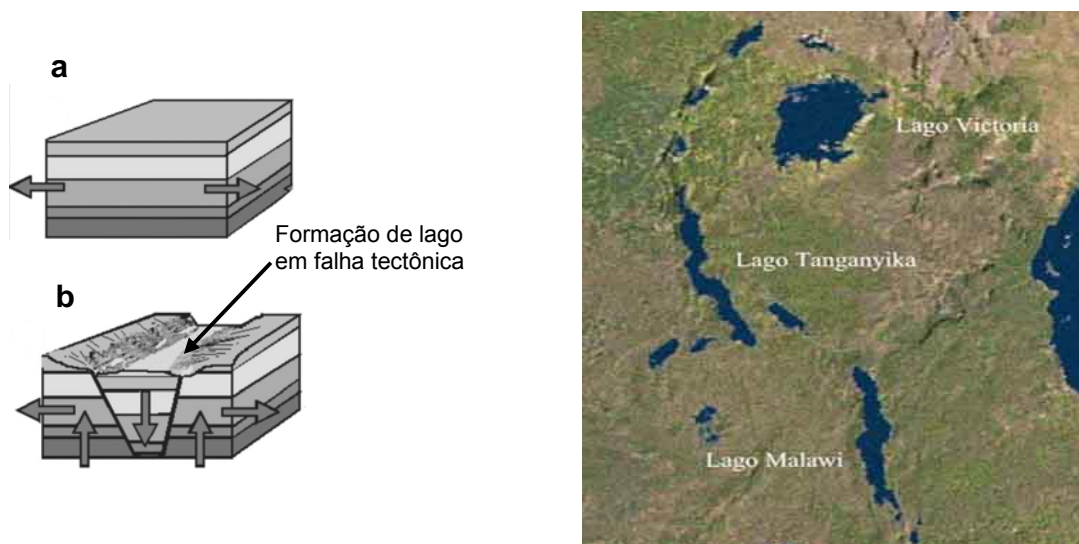 a
Formação de lago
em falha tectônica
b
Lago Victoria
Lago Tanganyika
Lago Malawi